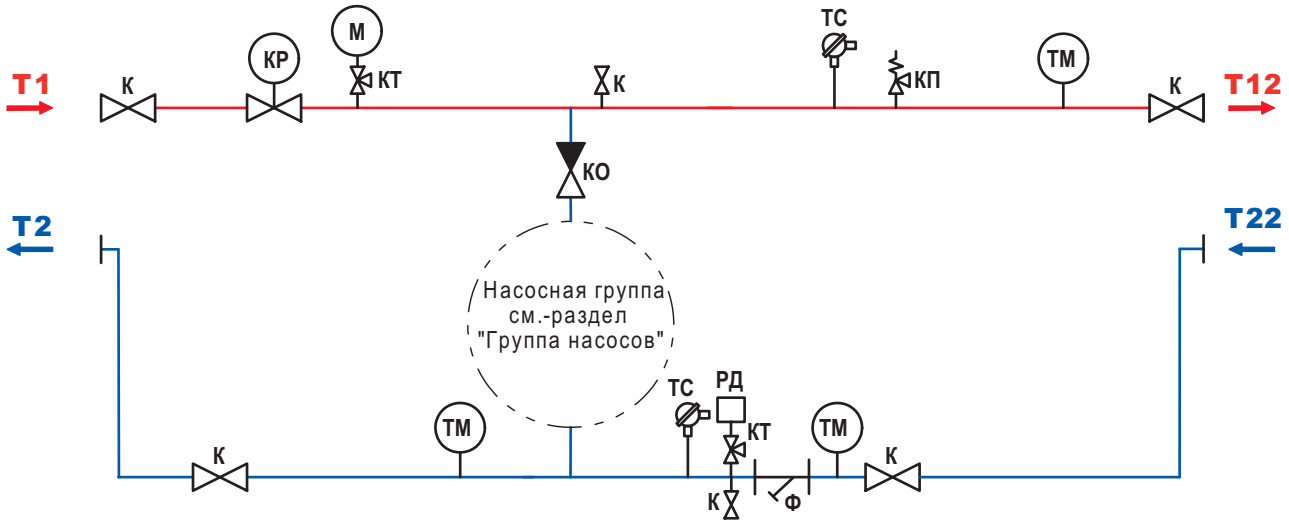 М
ТС
КР
ТМ
Т1
К
КТ
К
КП
К
Т12
КО
Т2
Т22
Насосная группа
см.-раздел
"Группа насосов"
ТС
РД
ТМ
КТ
ТМ
К
К
К
Ф